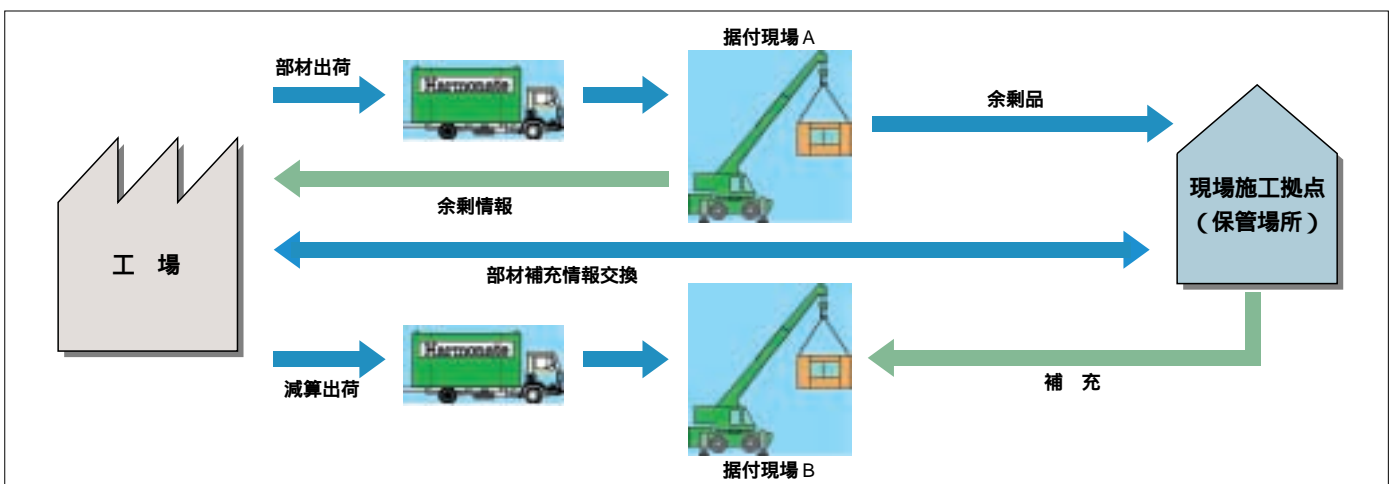 据付現場A
部材出荷
Harmonate
余剰品
余剰情報
現場施工拠点
(保管場所)
工 場
部材補充情報交換
Harmonate
減算出荷
補 充
据付現場B